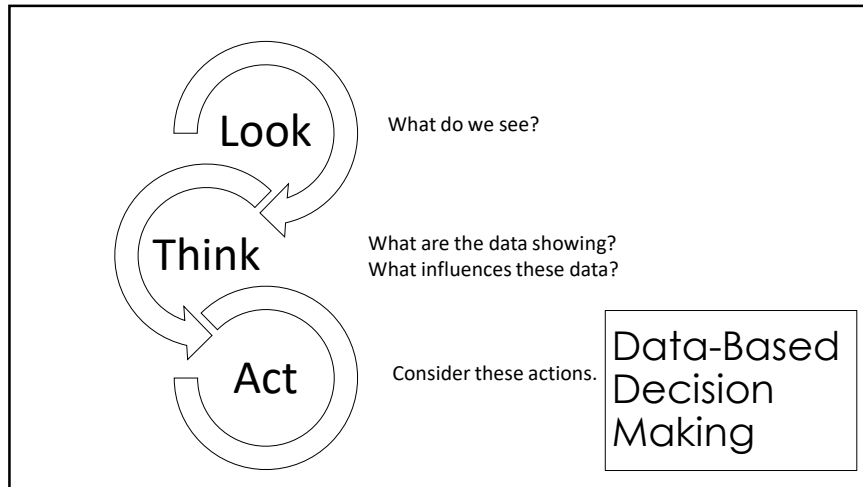 Look
What do we see?
Think
What are the data showing?
What influences these data?
Act
Consider these actions.
Data-Based
Decision
Making